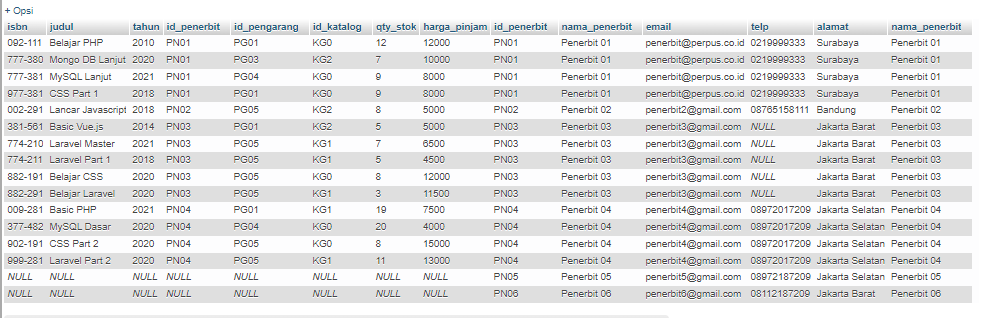 + Opsi
isbn judul tahun id_penerbit id_pengarang id_katalog qty_stok harga_pinjam id_penerbit nama_penerbit email telp alamat nama_penerbit
092-111 Belajar PHP 2010 PN01 PG01 KG0 12 12000 PN01 Penerbit 01 penerbit@perpus.co.id 0219999333 Surabaya Penerbit 01
777-380 Mongo DB Lanjut 2020 PN01 PG03 KG2 7 10000 PN01 Penerbit 01 penerbit@perpus.co.id 0219999333 Surabaya Penerbit 01
777-381 MySQL Lanjut 2021 PN01 PG04 KG0 9 8000 PN01 Penerbit 01 penerbit@perpus.co.id 0219999333 Surabaya Penerbit 01
977-381 CSS Part 1 2018 PN01 PG01 KG0 9 8000 PN01 Penerbit 01 penerbit@perpus.co.id 0219999333 Surabaya Penerbit 01
002-291 Lancar Javascript 2018 PN02 PG05 KG2 8 5000 PN02 Penerbit 02 penerbit2@gmail.com 08765158111 Bandung Penerbit 02
381-561 Basic Vue.js 2014 PN03 PG01 KG2 5 5000 PN03 Penerbit 03 penerbit3@gmail.com NULL Jakarta Barat Penerbit 03
774-210 Laravel Master 2021 PN03 PG05 KG1 7 6500 PN03 Penerbit 03 penerbit3@gmail.com NULL Jakarta Barat Penerbit 03
774-211 Laravel Part 1 2018 PN03 PG05 KG1 5 4500 PN03 Penerbit 03 penerbit3@gmail.com NULL Jakarta Barat Penerbit 03
882-191 Belajar CSS 2020 PN03 PG05 KG0 8 12000 PN03 Penerbit 03 penerbit3@gmail.com NULL Jakarta Barat Penerbit 03
882-291 Belajar Laravel 2020 PN03 PG05 KG1 3 11500 PN03 Penerbit 03 penerbit3@gmail.com NULL Jakarta Barat Penerbit 03
009-281 Basic PHP 2021 PN04 PG01 KG1 19 7500 PN04 Penerbit 04 penerbit4@gmail.com 08972017209 Jakarta Selatan Penerbit 04
377-482 MySQL Dasar 2020 PN04 PG04 KG0 20 4000 PN04 Penerbit 04 penerbit4@gmail.com 08972017209 Jakarta Selatan Penerbit 04
902-191 CSS Part 2 2020 PN04 PG05 KG0 8 15000 PN04 Penerbit 04 penerbit4@gmail.com 08972017209 Jakarta Selatan Penerbit 04
999-281 Laravel Part 2 2020 PN04 PG05 KG1 11 13000 PN04 Penerbit 04 penerbit4@gmail.com 08972017209 Jakarta Selatan Penerbit 04
NULL NULL NULL NULL NULL NULL NULL NULL PN05 Penerbit 05 penerbit5@gmail.com 08972187209 Jakarta Selatan Penerbit 05
NULL NULL NULL NULL NULL NULL NULL NULL PN06 Penerbit 06 penerbit6@gmail.com 08112187209 Jakarta Barat Penerbit 06